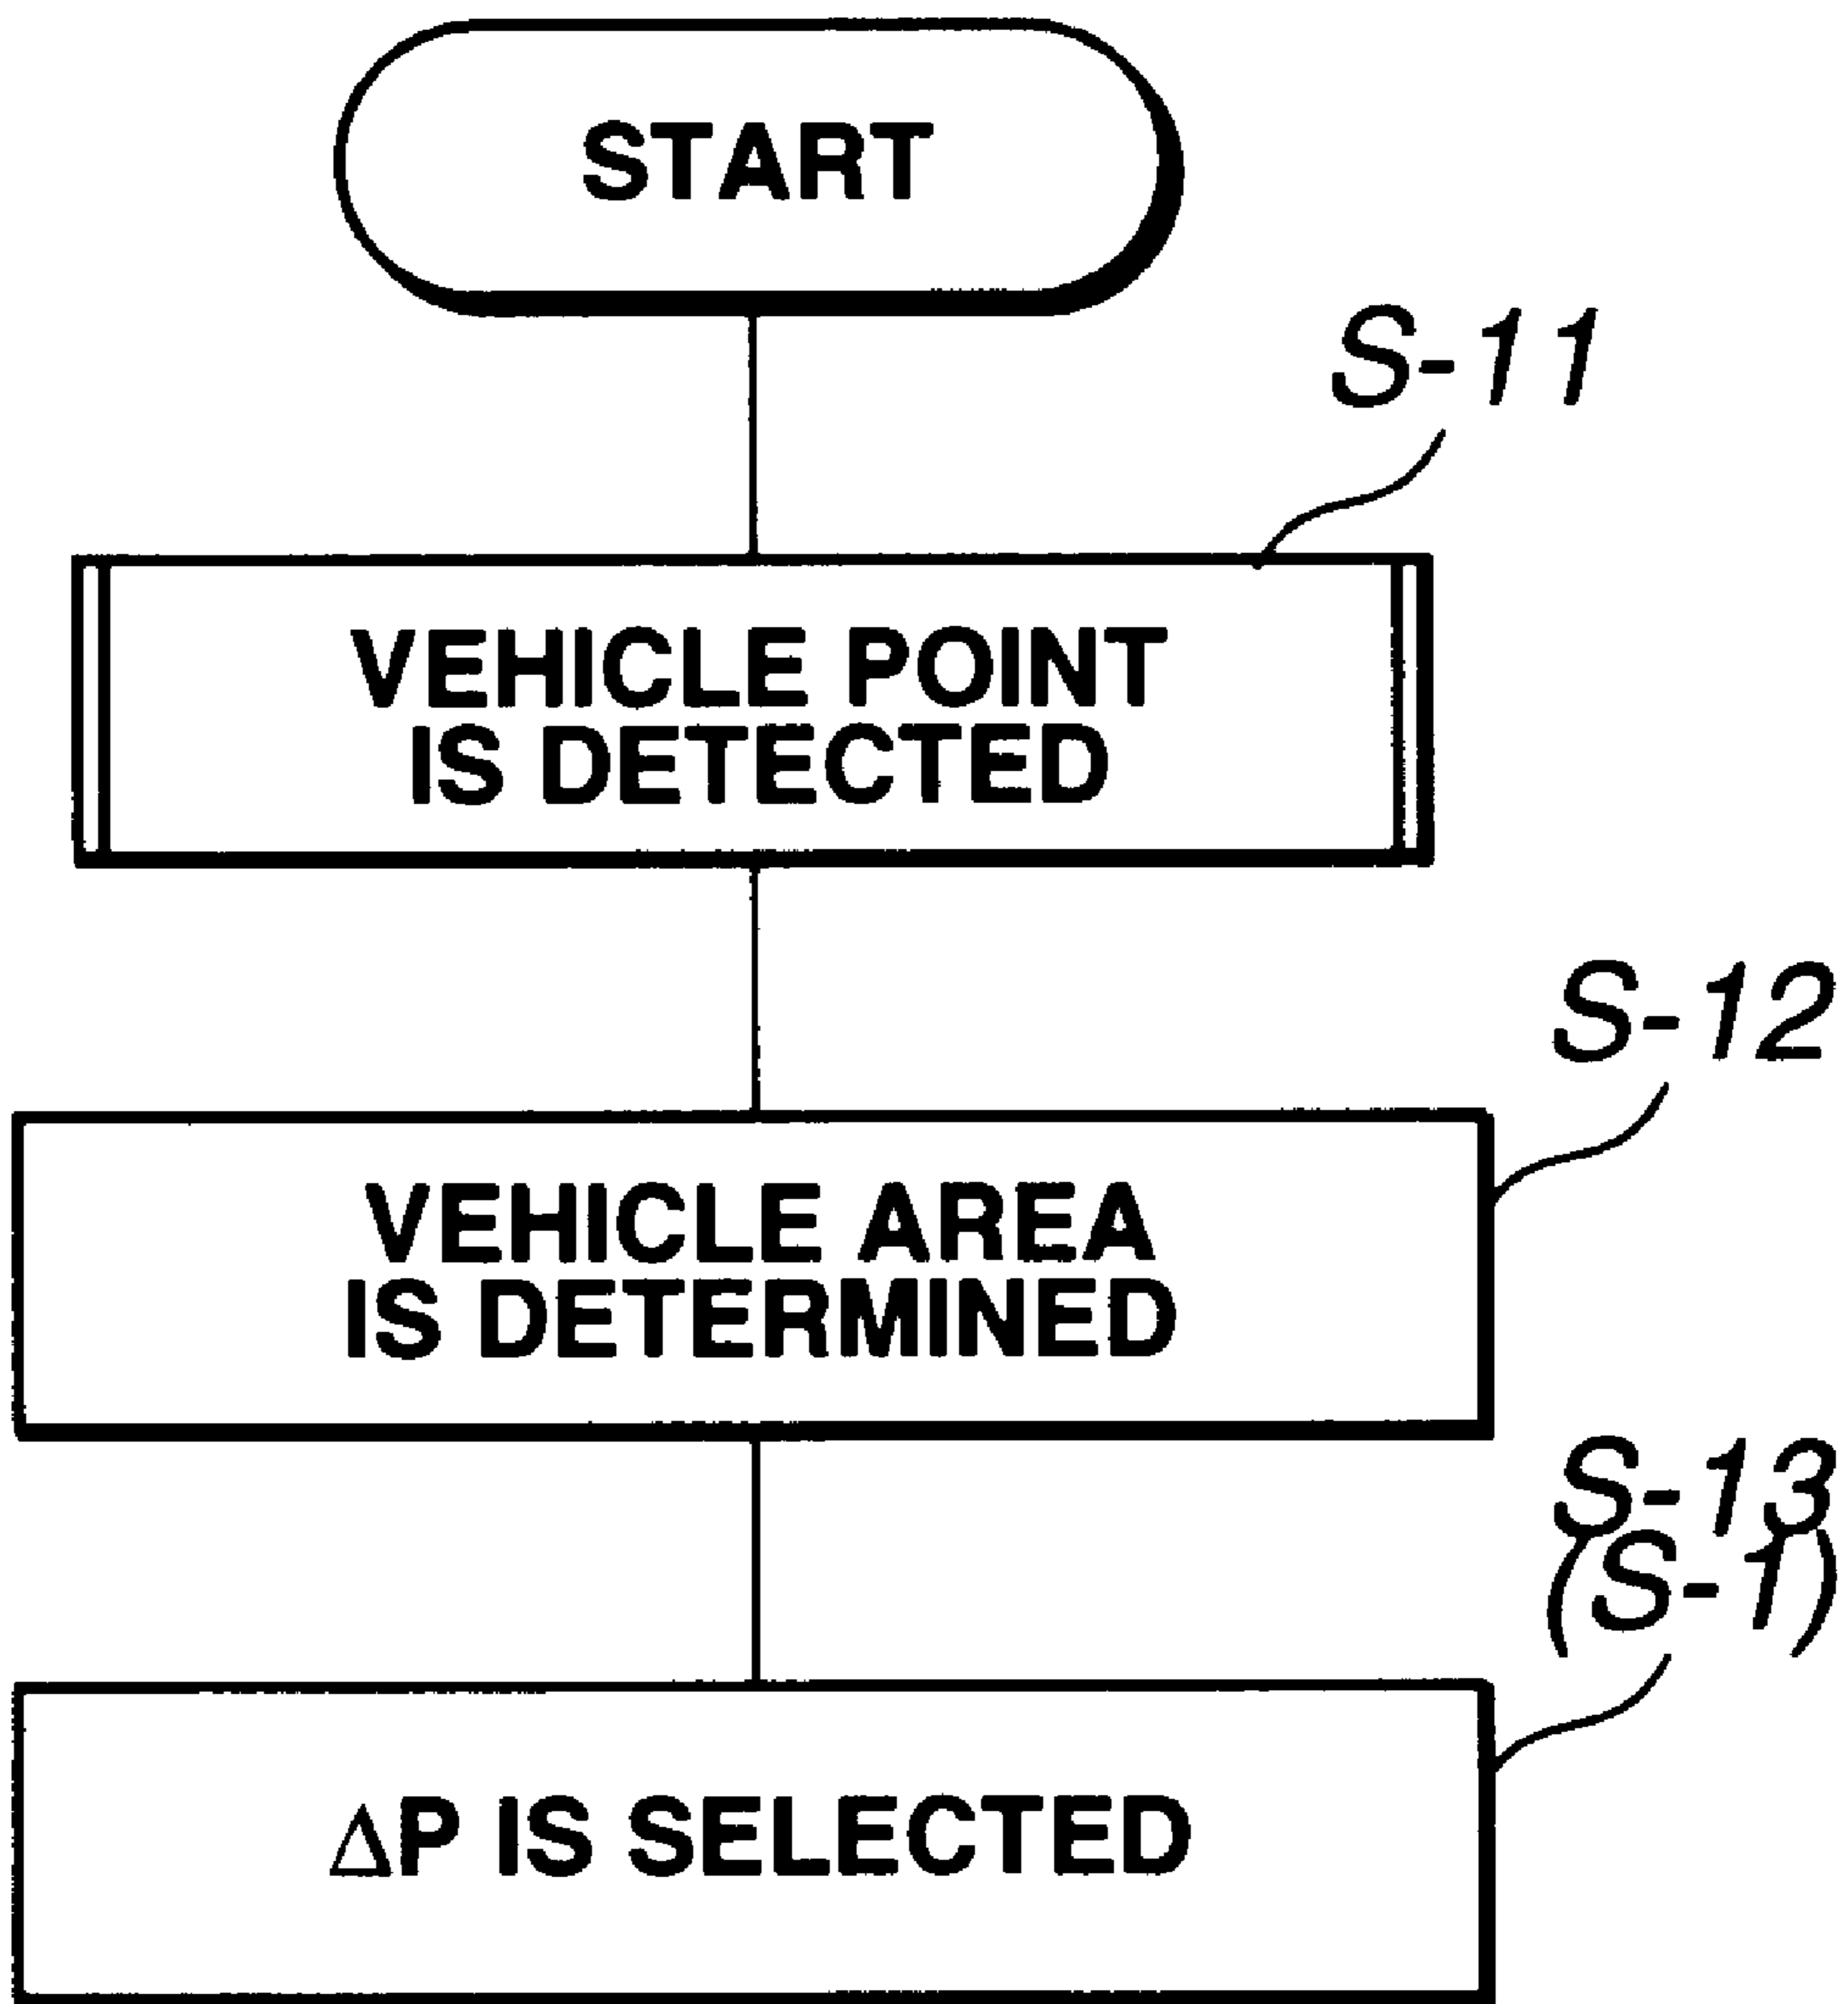 START
S-11
VEHICLE POINT
IS DETECTED
S-12
VEHICLE AREA
IS DETERMINED
S-13
(S-1)
ΔP IS SELECTED